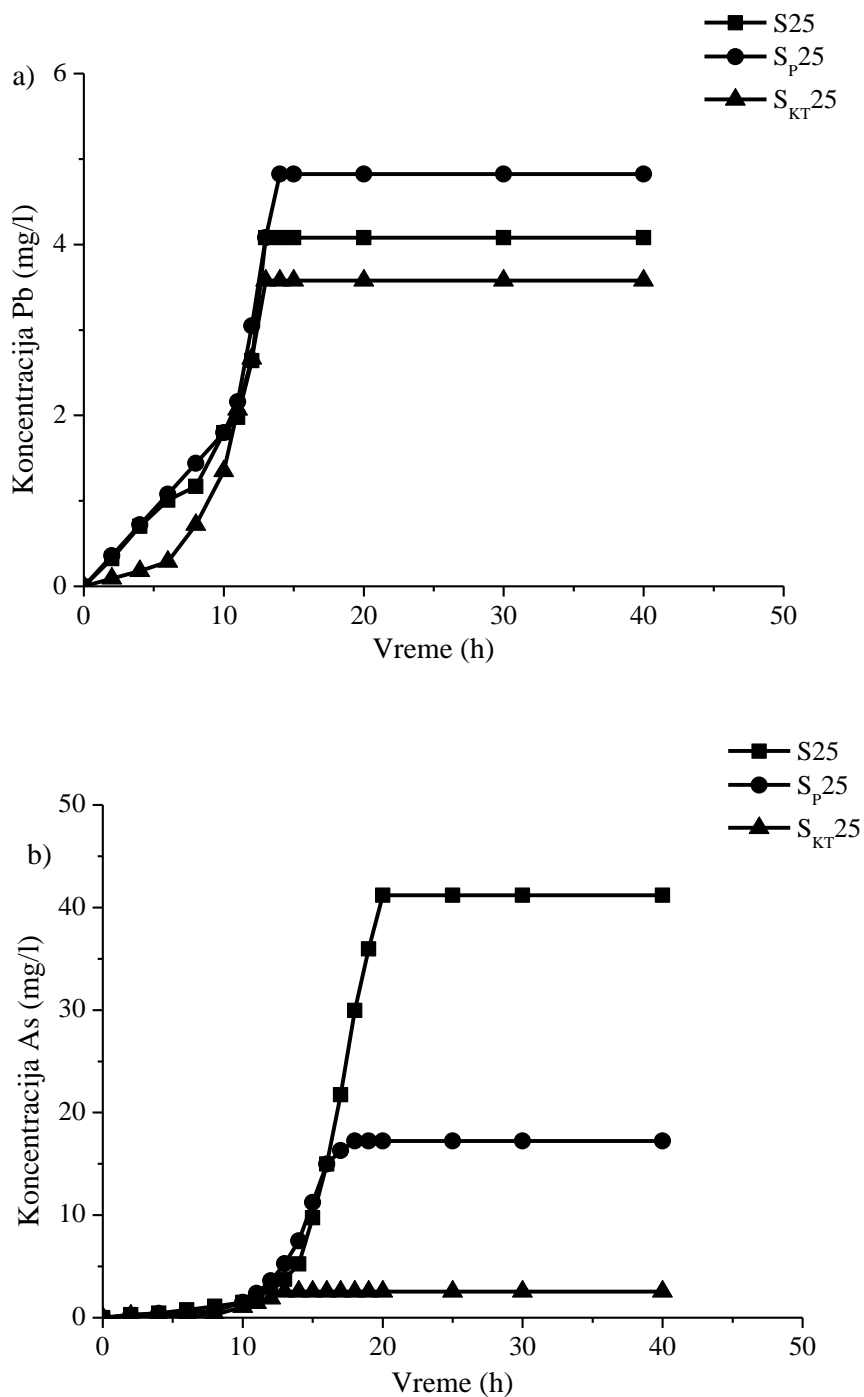 S25
S_P25
S_KT25
a)
6
4
2
0
Koncentracija Pb (mg/l)
0 10 20 30 40 50
Vreme (h)
S25
S_P25
S_KT25
b)
50
40
30
20
10
0
Koncentracija As (mg/l)
0 10 20 30 40 50
Vreme (h)